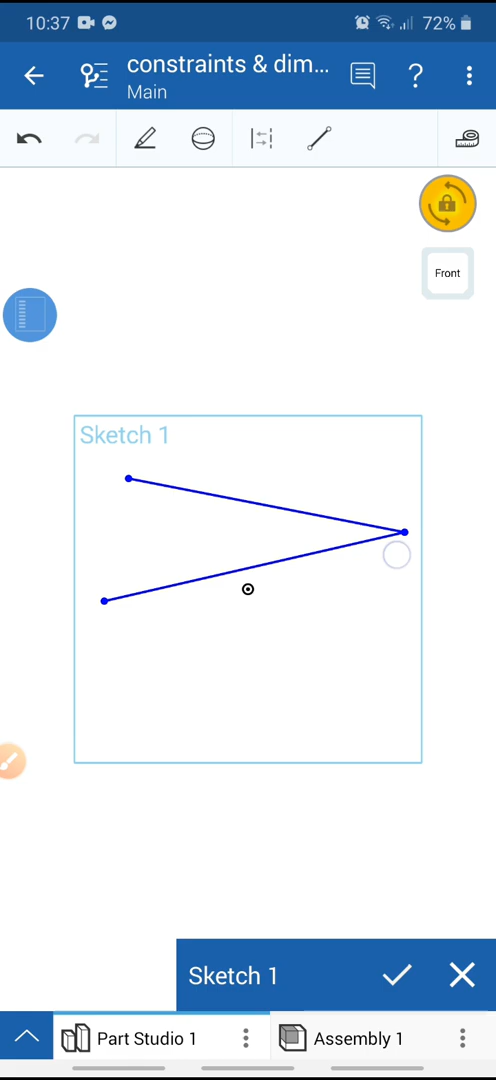 10:37
72%
constraints & dim...
Main
Front
Sketch 1
Sketch 1
Part Studio 1
Assembly 1